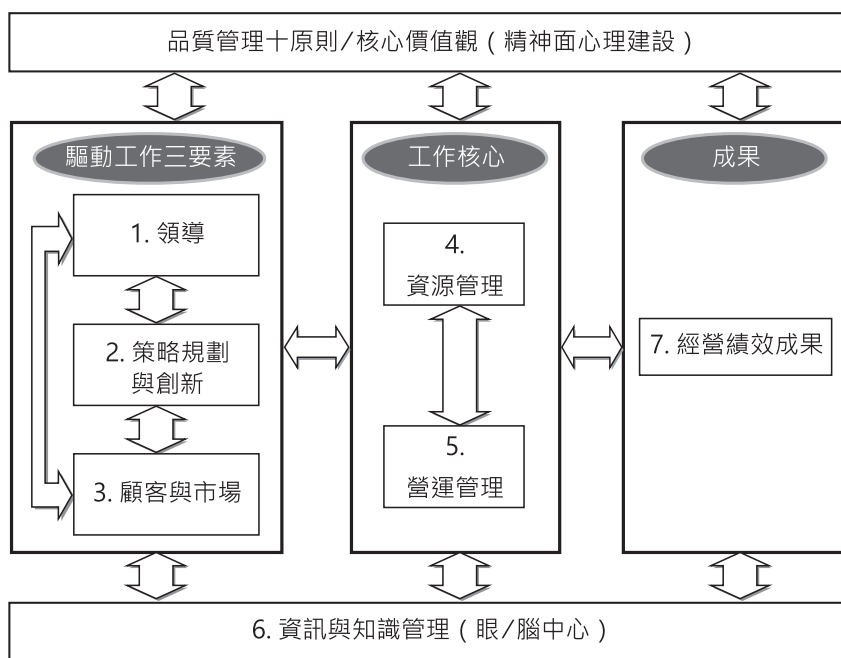 品質管理十原則/核心價值觀（精神面心理建設）
驅動工作三要素
1. 領導
2. 策略規劃
與創新
3. 顧客與市場
工作核心
4.
資源管理
5.
營運管理
成果
7. 經營績效成果
6. 資訊與知識管理（眼/腦中心）